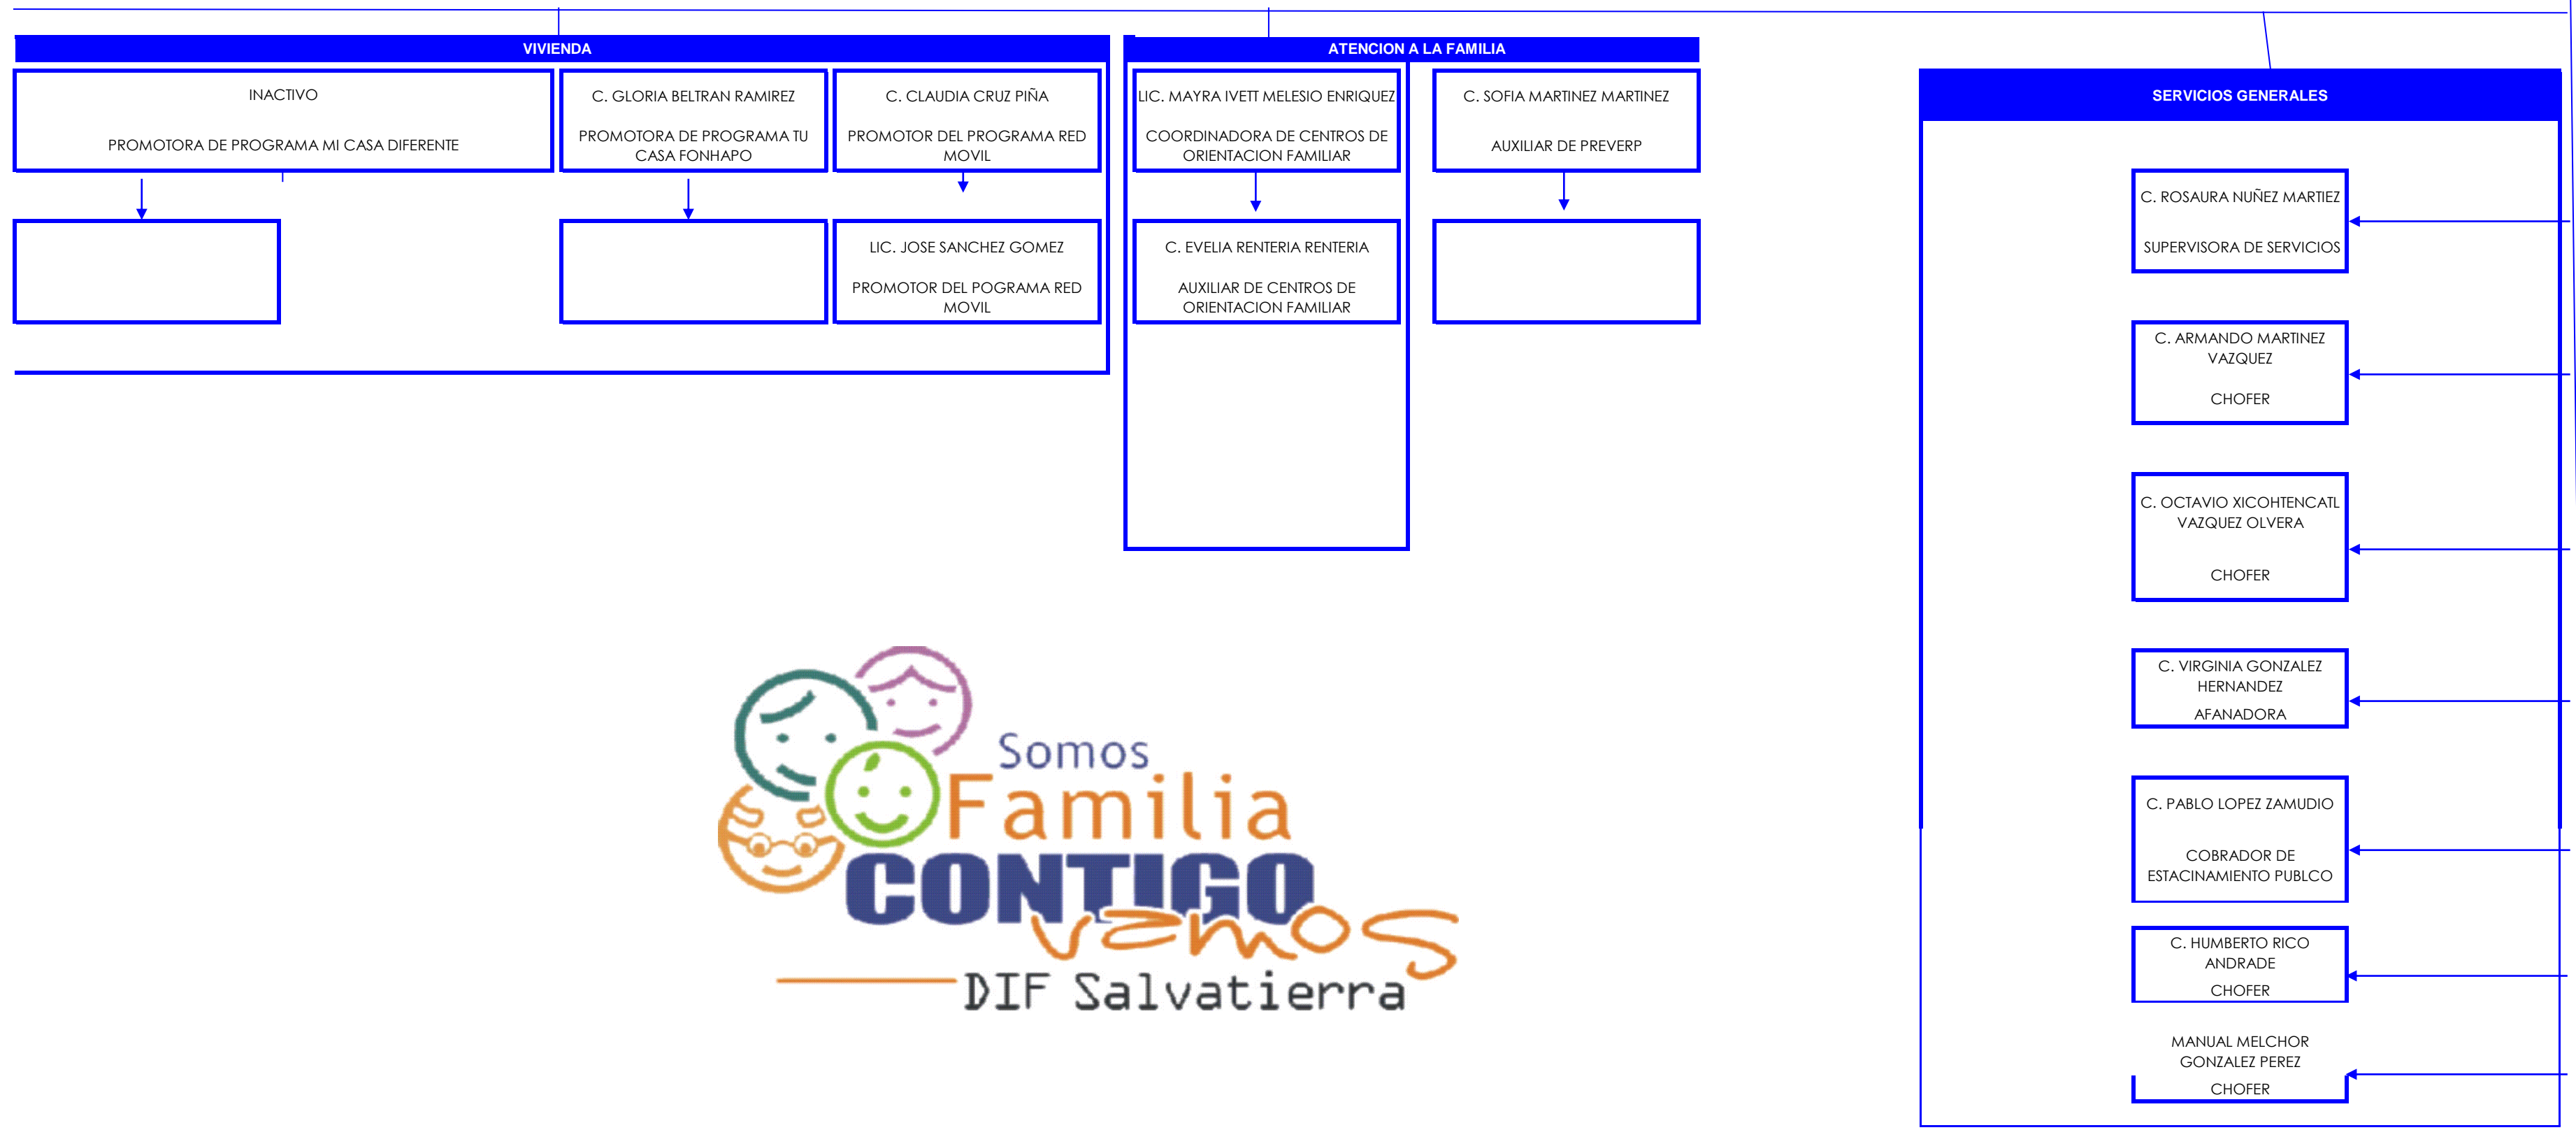 VIVIENDA
INACTIVO
PROMOTORA DE PROGRAMA MI CASA DIFERENTE
C. GLORIA BELTRAN RAMIREZ
PROMOTORA DE PROGRAMA TU
CASA FONHAPO
C. CLAUDIA CRUZ PIÑA
PROMOTOR DEL PROGRAMA RED
MOVIL
LIC. JOSE SANCHEZ GOMEZ
PROMOTOR DEL POGRAMA RED
MOVIL
ATENCION A LA FAMILIA
LIC. MAYRA IVETT MELESIO ENRIQUEZ
COORDINADORA DE CENTROS DE
ORIENTACION FAMILIAR
C. EVELIA RENTERIA RENTERIA
AUXILIAR DE CENTROS DE
ORIENTACION FAMILIAR
C. SOFIA MARTINEZ MARTINEZ
AUXILIAR DE PREVERP
SERVICIOS GENERALES
C. ROSAURA NUÑEZ MARTIEZ
SUPERVISORA DE SERVICIOS
C. ARMANDO MARTINEZ
VAZQUEZ
CHOFER
C. OCTAVIO XICOHTENCATL
VAZQUEZ OLVERA
CHOFER
C. VIRGINIA GONZALEZ
HERNANDEZ
AFANADORA
C. PABLO LOPEZ ZAMUDIO
COBRADOR DE
ESTACINAMIENTO PUBLCO
C. HUMBERTO RICO
ANDRADE
CHOFER
MANUAL MELCHOR
GONZALEZ PEREZ
CHOFER
Somos
Familia
CONTIGO
vamos
DIF Salvatierra